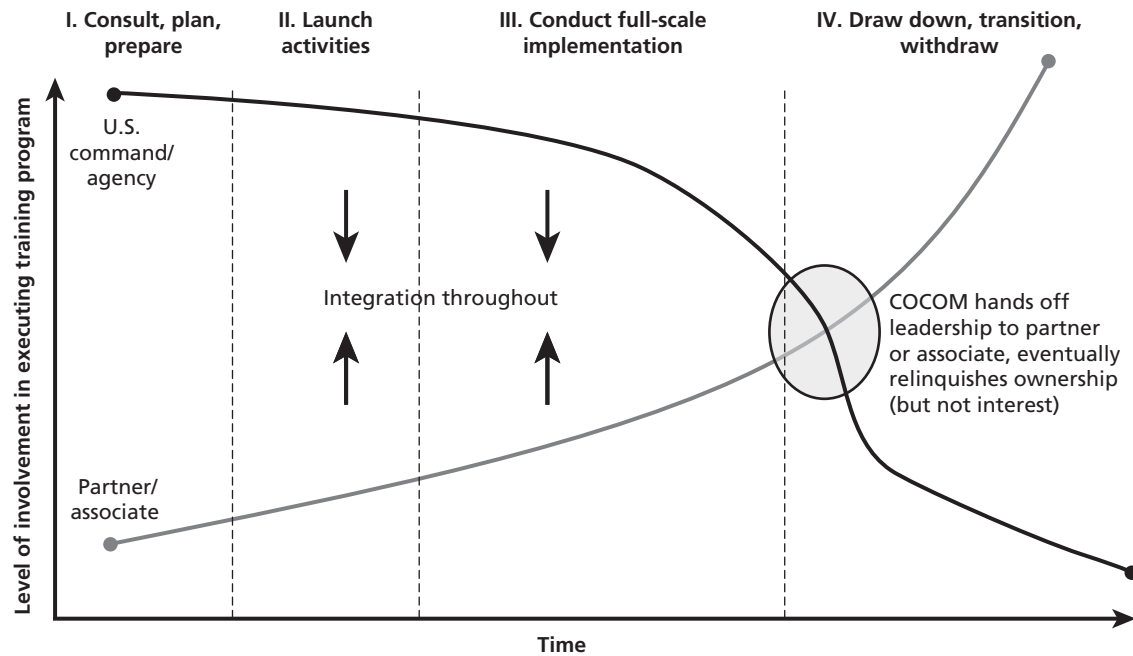 I. Consult, plan,
prepare
II. Launch
activities
III. Conduct full-scale
implementation
IV. Draw down, transition,
withdraw
Level of involvement in executing training program
U.S.
command/
agency
Integration throughout
COCOM hands off
leadership to partner
or associate, eventually
relinquishes ownership
(but not interest)
Partner/
associate
Time